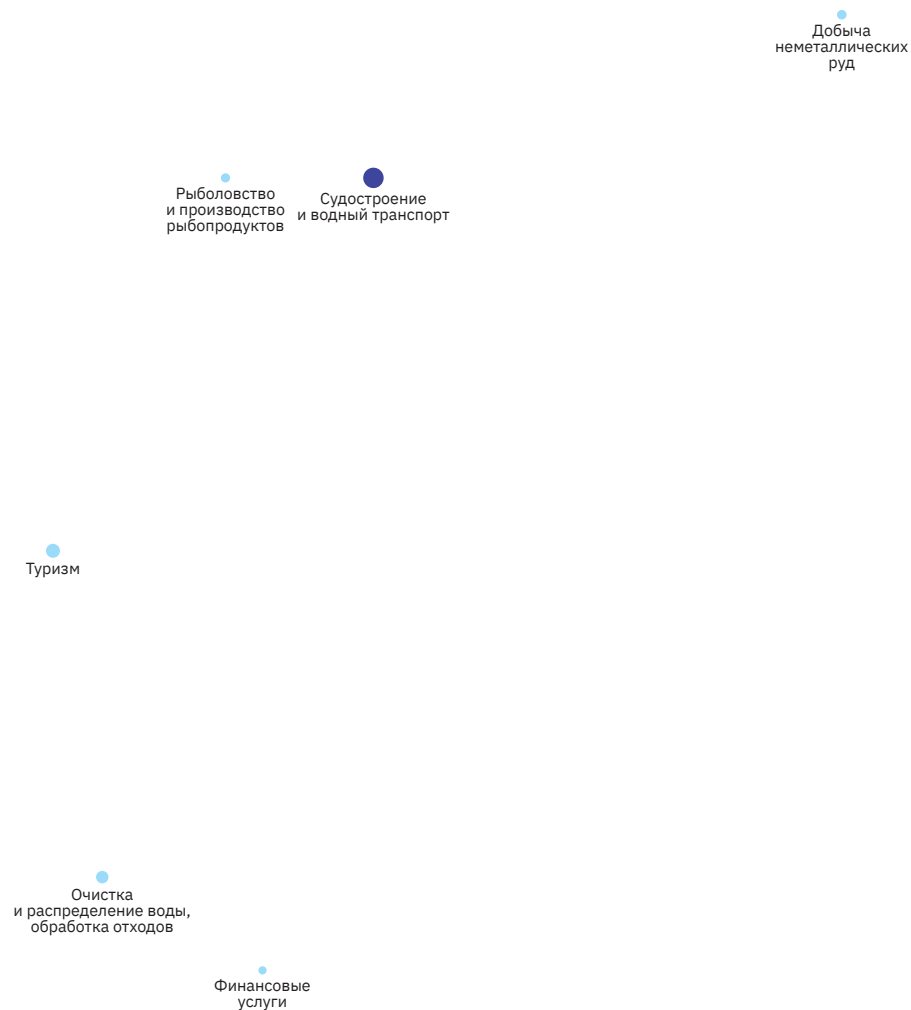 Добыча
неметаллических
руд
Рыболовство
и производство
рыбопродуктов
Судостроение
и водный транспорт
Туризм
Очистка
и распределение воды,
обработка отходов
Финансовые
услуги